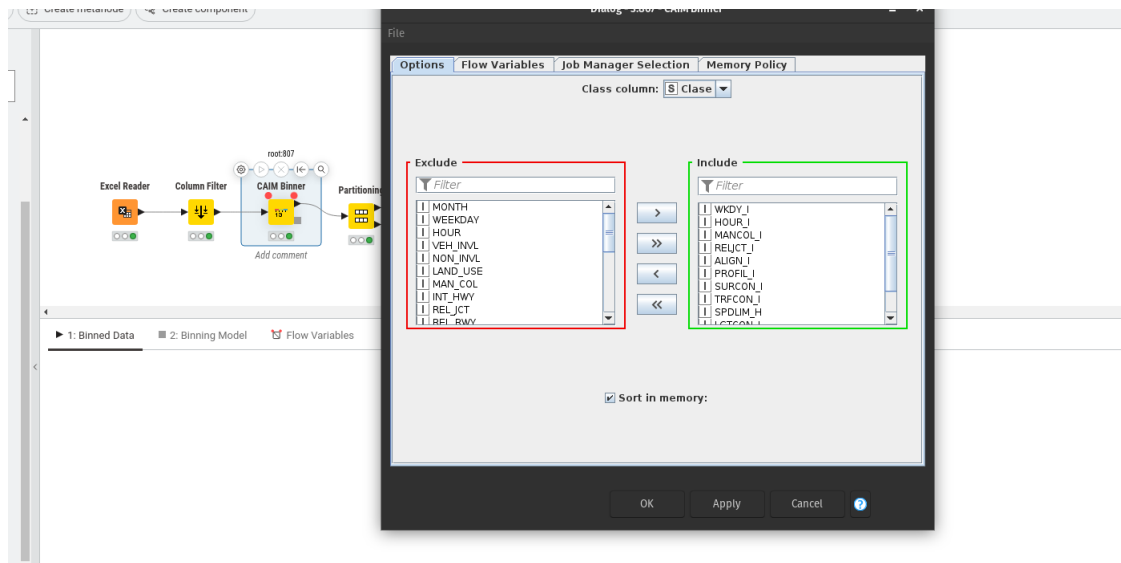 Create metanode
Create component
Dialog - 3:807 - CAIM Binner
File
Options Flow Variables Job Manager Selection Memory Policy
Class column: S Clase
root:807
Excel Reader
Column Filter
CAIM Binner
Partitioning
Add comment
Exclude
Filter
I MONTH
I WEEKDAY
I HOUR
I VEH_INVL
I NON_INVL
I LAND_USE
I MAN_COL
I INT_HWY
I REL_JCT
I REL_RWY
>
>>
<
<<
Include
Filter
I WKDY_I
I HOUR_I
I MANCOL_I
I RELJCT_I
I ALIGN_I
I PROFIL_I
I SURCON_I
I TRFCON_I
I SPDLIM_H
I LGTCON_I
Sort in memory:
1: Binned Data 2: Binning Model Flow Variables
OK Apply Cancel ?